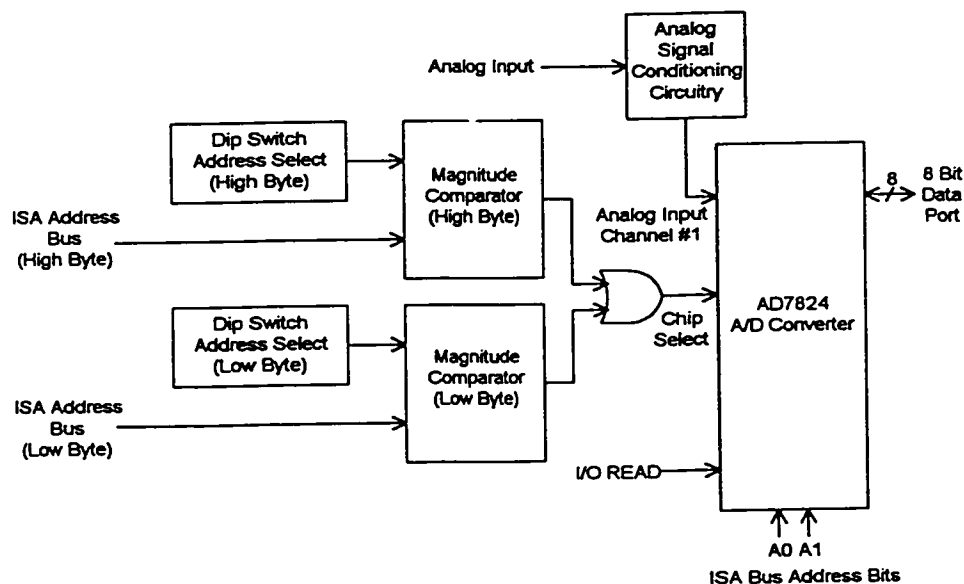 Analog
Signal
Conditioning
Circuitry
Analog Input
Dip Switch
Address Select
(High Byte)
Magnitude
Comparator
(High Byte)
ISA Address
Bus
(High Byte)
Analog Input
Channel #1
8
8 Bit
Data
Port
AD7824
A/D Converter
Chip
Select
Dip Switch
Address Select
(Low Byte)
Magnitude
Comparator
(Low Byte)
ISA Address
Bus
(Low Byte)
I/O READ
A0 A1
ISA Bus Address Bits